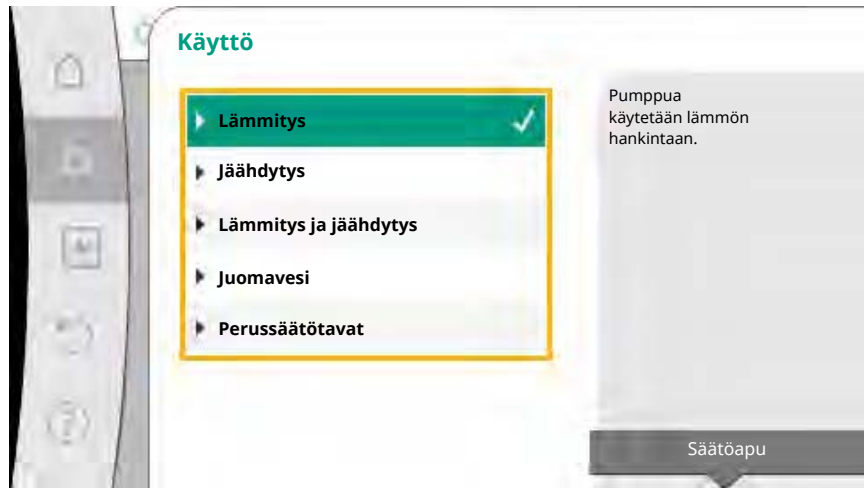 Käyttö
Lämmitys
Jäähdytys
Lämmitys ja jäähdytys
Juomavesi
Perussäätötavat
Pumppua
käytetään lämmön
hankintaan.
Säätöapu